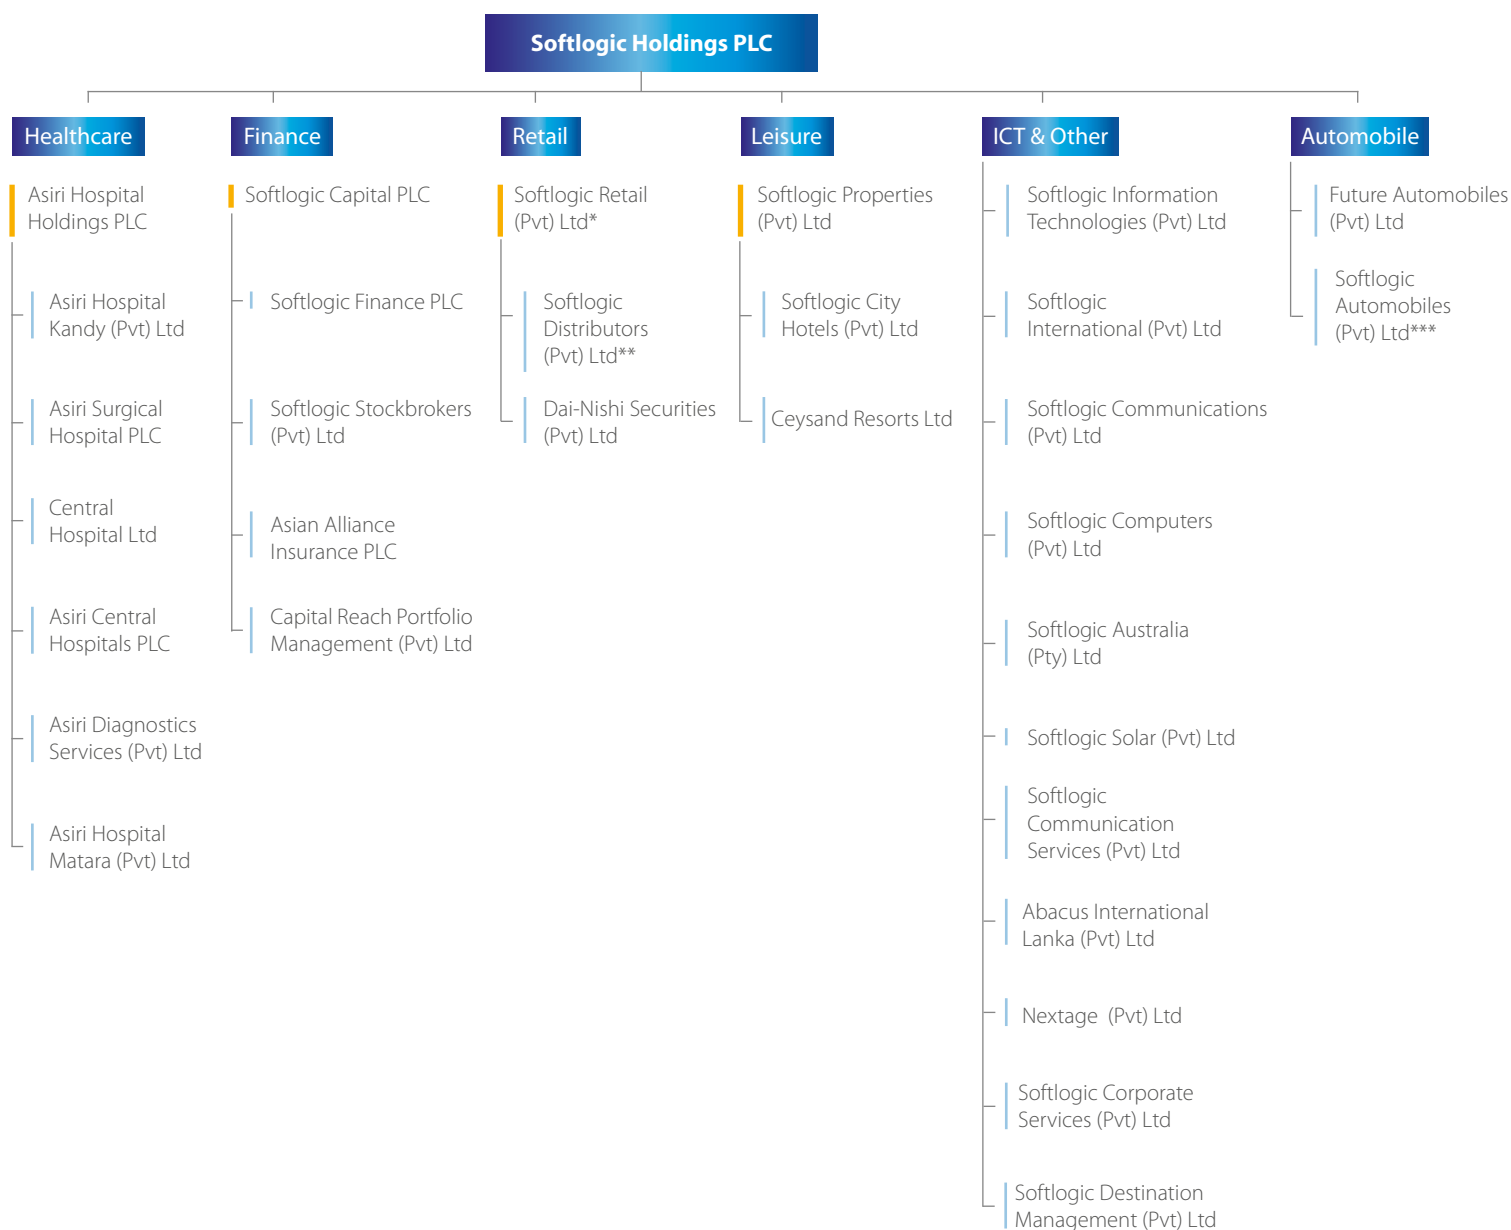 Softlogic Holdings PLC
Healthcare
Asiri Hospital
Holdings PLC
Asiri Hospital
Kandy (Pvt) Ltd
Asiri Surgical
Hospital PLC
Central
Hospital Ltd
Asiri Central
Hospitals PLC
Asiri Diagnostics
Services (Pvt) Ltd
Asiri Hospital
Matara (Pvt) Ltd
Finance
Softlogic Capital PLC
Softlogic Finance PLC
Softlogic Stockbrokers
(Pvt) Ltd
Asian Alliance
Insurance PLC
Capital Reach Portfolio
Management (Pvt) Ltd
Retail
Softlogic Retail
(Pvt) Ltd*
Softlogic
Distributors
(Pvt) Ltd**
Dai-Nishi Securities
(Pvt) Ltd
Leisure
Softlogic Properties
(Pvt) Ltd
Softlogic City
Hotels (Pvt) Ltd
Ceysand Resorts Ltd
ICT & Other
Softlogic Information
Technologies (Pvt) Ltd
Softlogic
International (Pvt) Ltd
Softlogic Communications
(Pvt) Ltd
Softlogic Computers
(Pvt) Ltd
Softlogic Australia
(Pty) Ltd
Softlogic Solar (Pvt) Ltd
Softlogic
Communication
Services (Pvt) Ltd
Abacus International
Lanka (Pvt) Ltd
Nextage (Pvt) Ltd
Softlogic Corporate
Services (Pvt) Ltd
Softlogic Destination
Management (Pvt) Ltd
Automobile
Future Automobiles
(Pvt) Ltd
Softlogic
Automobiles
(Pvt) Ltd***